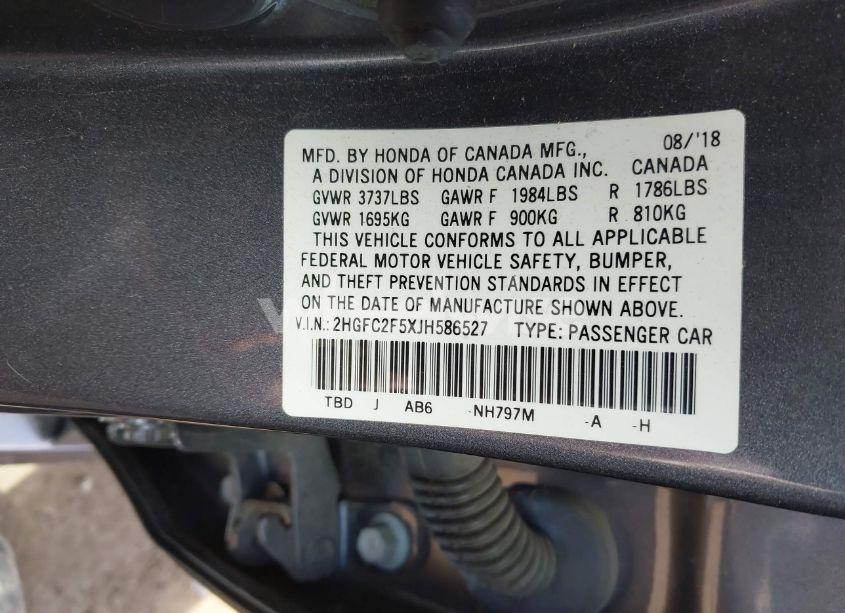 MFD. BY HONDA OF CANADA MFG., 08/'18
A DIVISION OF HONDA CANADA INC. CANADA
GVWR 3737LBS GAWR F 1984LBS R 1786LBS
GVWR 1695KG GAWR F 900KG R 810KG
THIS VEHICLE CONFORMS TO ALL APPLICABLE
FEDERAL MOTOR VEHICLE SAFETY, BUMPER,
AND THEFT PREVENTION STANDARDS IN EFFECT
ON THE DATE OF MANUFACTURE SHOWN ABOVE.
V.I.N.: 2HGFC2F5XJH586527 TYPE: PASSENGER CAR
TBD J AB6 -NH797M -A -H